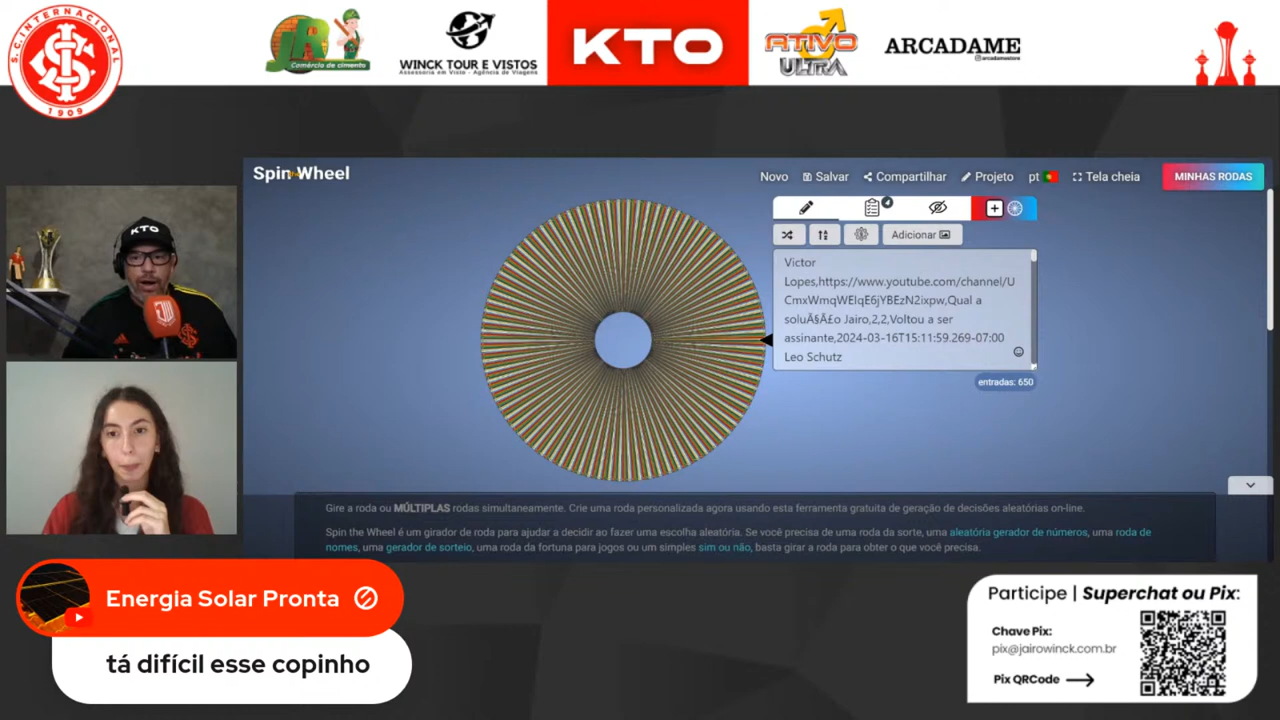 S.C. INTERNACIONAL
1909
JR
Comércio de cimento
WINCK TOUR E VISTOS
Assessoria em Visto - Agência de Viagens
KTO
ATIVO
ULTRA
ARCADAME
@arcadamestore
Spin the Wheel
Novo
Salvar
Compartilhar
Projeto
pt
Tela cheia
MINHAS RODAS
4
Adicionar
Victor
Lopes,https://www.youtube.com/channel/U
CmxWmqWEIqE6jYBEzN2ixpw,Qual a
soluÃ§Ã£o Jairo,2,2,Voltou a ser
assinante,2024-03-16T15:11:59.269-07:00
Leo Schutz
entradas: 650
KTO
Gire a roda ou MÚLTIPLAS rodas simultaneamente. Crie uma roda personalizada agora usando esta ferramenta gratuita de geração de decisões aleatórias on-line.
Spin the Wheel é um girador de roda para ajudar a decidir ao fazer uma escolha aleatória. Se você precisa de uma roda da sorte, uma aleatória gerador de números, uma roda de
nomes, uma gerador de sorteio, uma roda da fortuna para jogos ou um simples sim ou não, basta girar a roda para obter o que você precisa.
Energia Solar Pronta
tá difícil esse copinho
Participe | Superchat ou Pix:
Chave Pix:
pix@jairowinck.com.br
Pix QRCode